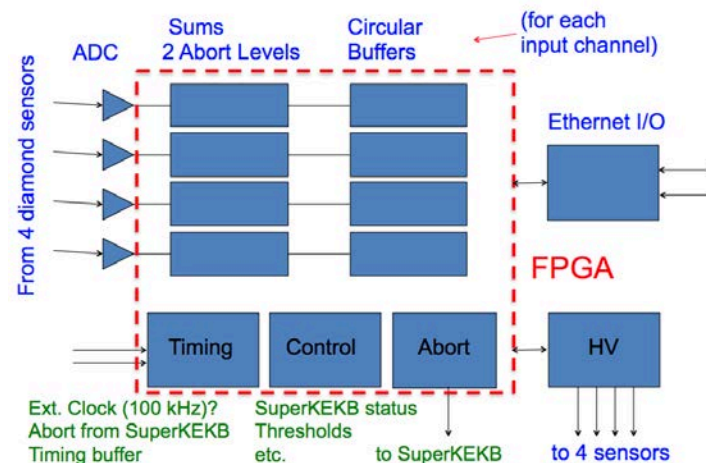 Sums
2 Abort Levels
Circular
Buffers
(for each
input channel)
ADC
From 4 diamond sensors
Ethernet I/O
FPGA
Timing
Control
Abort
HV
Ext. Clock (100 kHz)?
Abort from SuperKEKB
Timing buffer
SuperKEKB status
Thresholds
etc.
to SuperKEKB
to 4 sensors